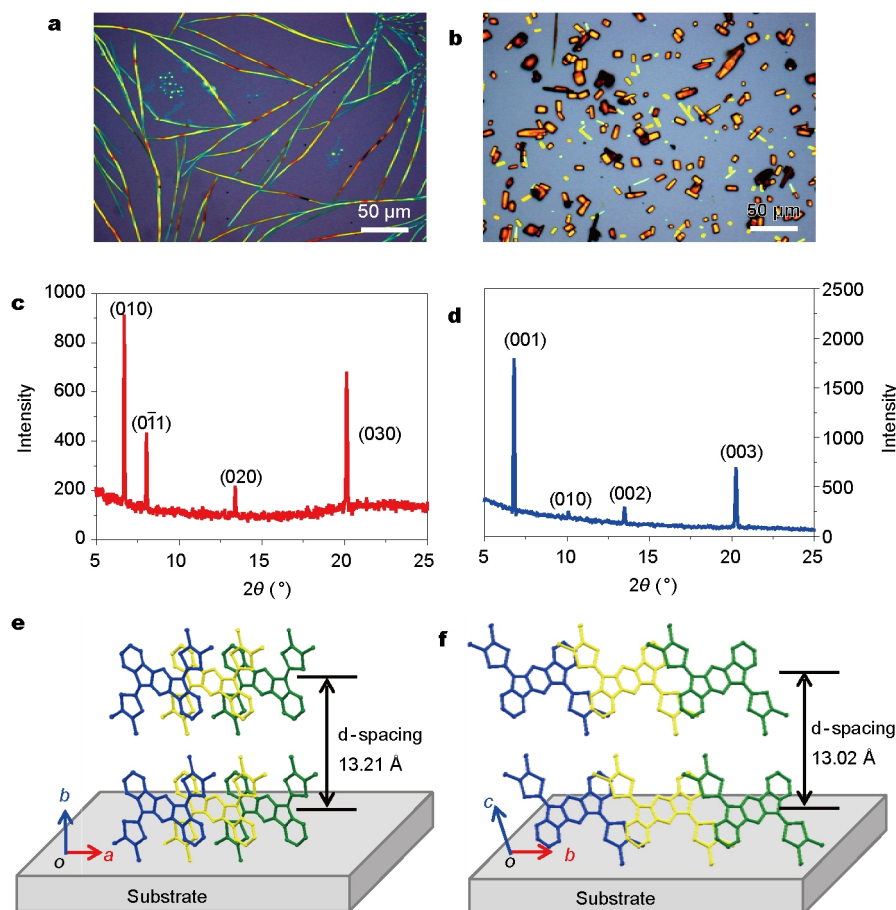 a
b
50 μm
50 μm
c
1000
800
600
400
200
0
Intensity
(010)
(01̅1)
(020)
(030)
5
10
15
20
25
2θ (°)
d
2500
2000
1500
1000
500
0
Intensity
(001)
(010)
(002)
(003)
5
10
15
20
25
2θ (°)
e
d-spacing
13.21 Å
b
o
a
Substrate
f
d-spacing
13.02 Å
c
o
b
Substrate